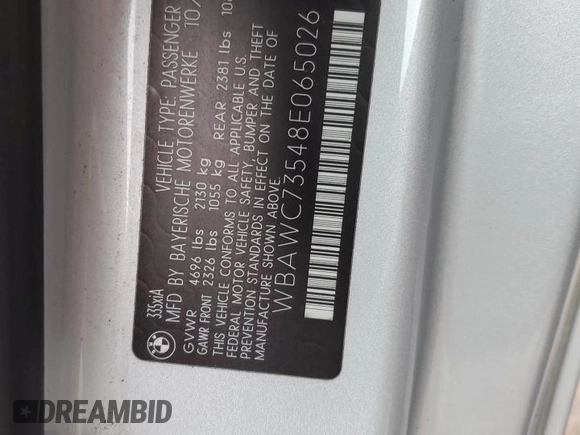 335xiA
VEHICLE TYPE: PASSENGER
MFD BY BAYERISCHE MOTORENWERKE 10/
GVWR 4696 lbs 2130 kg
GAWR FRONT 2326 lbs 1055 kg REAR 2381 lbs
THIS VEHICLE CONFORMS TO ALL APPLICABLE U.S.
FEDERAL MOTOR VEHICLE SAFETY, BUMPER AND THEFT
PREVENTION STANDARDS IN EFFECT ON THE DATE OF
MANUFACTURE SHOWN ABOVE.
WBAWC73548E065026
BMW
DREAMBID